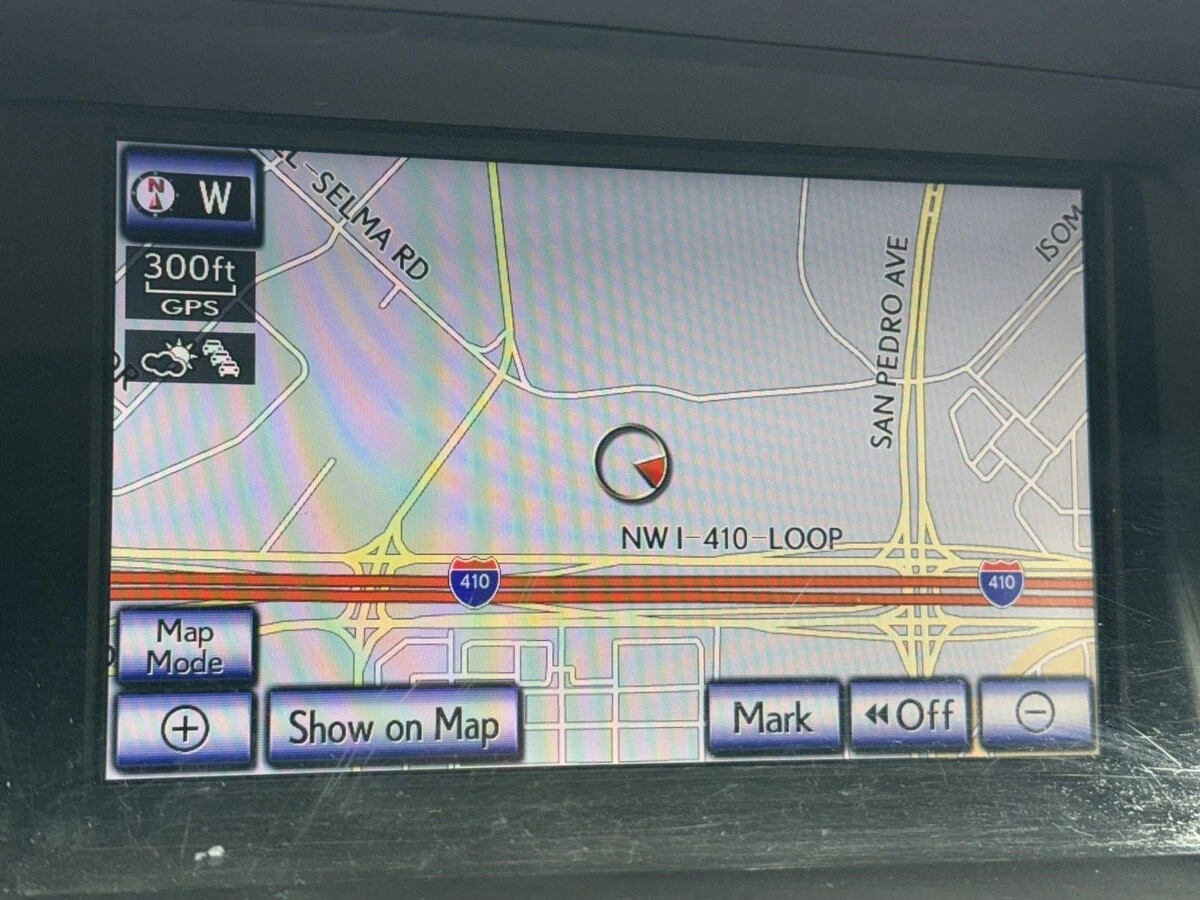 N W
300ft
GPS
L-SELMA RD
SAN PEDRO AVE
ISOM
NW I-410-LOOP
410
410
Map
Mode
Show on Map
Mark
Off